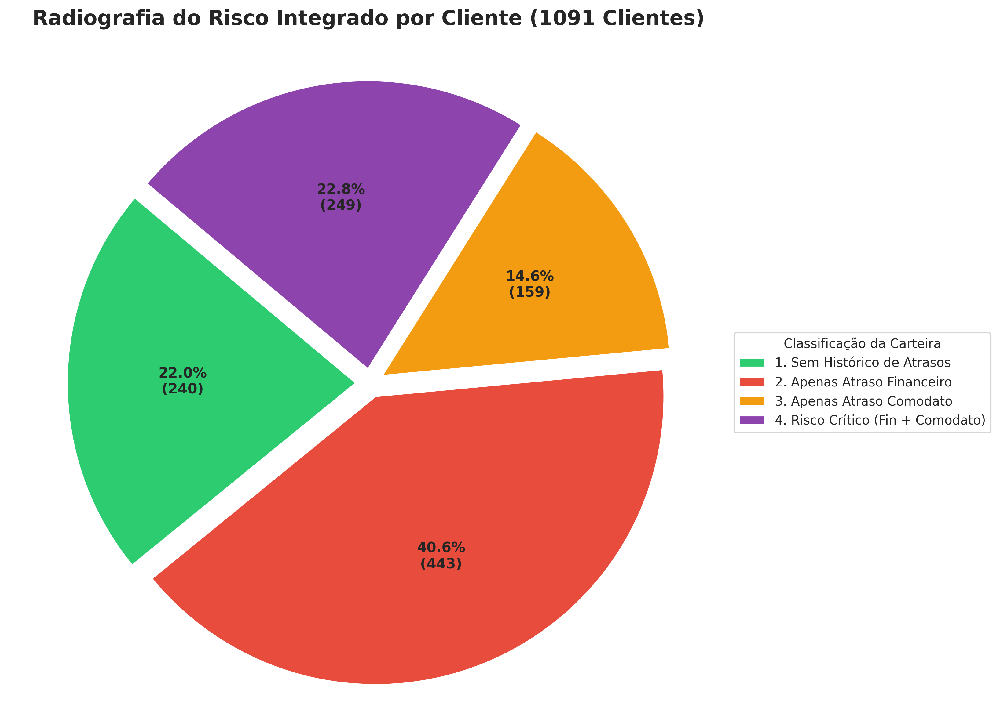 Radiografia do Risco Integrado por Cliente (1091 Clientes)
22.8%
(249)
14.6%
(159)
22.0%
(240)
40.6%
(443)
Classificação da Carteira
1. Sem Histórico de Atrasos
2. Apenas Atraso Financeiro
3. Apenas Atraso Comodato
4. Risco Crítico (Fin + Comodato)